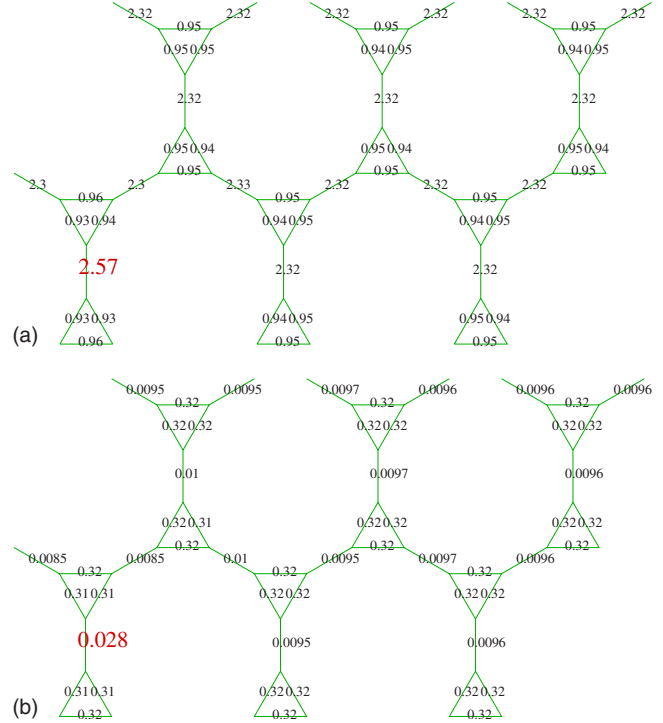 2.32 2.32 2.32 2.32 2.32 2.32
0.95 0.95 0.95
0.95 0.95 0.94 0.95 0.94 0.95
2.32 2.32 2.32
0.95 0.94 0.95 0.94 0.95 0.94
0.95 0.95 0.95
2.3 2.3 2.33 2.32 2.32 2.32
0.96 0.95 0.95
0.93 0.94 0.94 0.95 0.94 0.95
2.57 2.32 2.32
0.93 0.93 0.94 0.95 0.95 0.94
(a) 0.96 0.95 0.95
0.0095 0.0095 0.0097 0.0096 0.0096 0.0096
0.32 0.32 0.32
0.32 0.32 0.32 0.32 0.32 0.32
0.01 0.0097 0.0096
0.32 0.31 0.32 0.32 0.32 0.32
0.32 0.32 0.32
0.0085 0.0085 0.01 0.0095 0.0097 0.0096
0.32 0.32 0.32
0.31 0.31 0.32 0.32 0.32 0.32
0.028 0.0095 0.0096
0.31 0.31 0.32 0.32 0.32 0.32
(b) 0.32 0.32 0.32